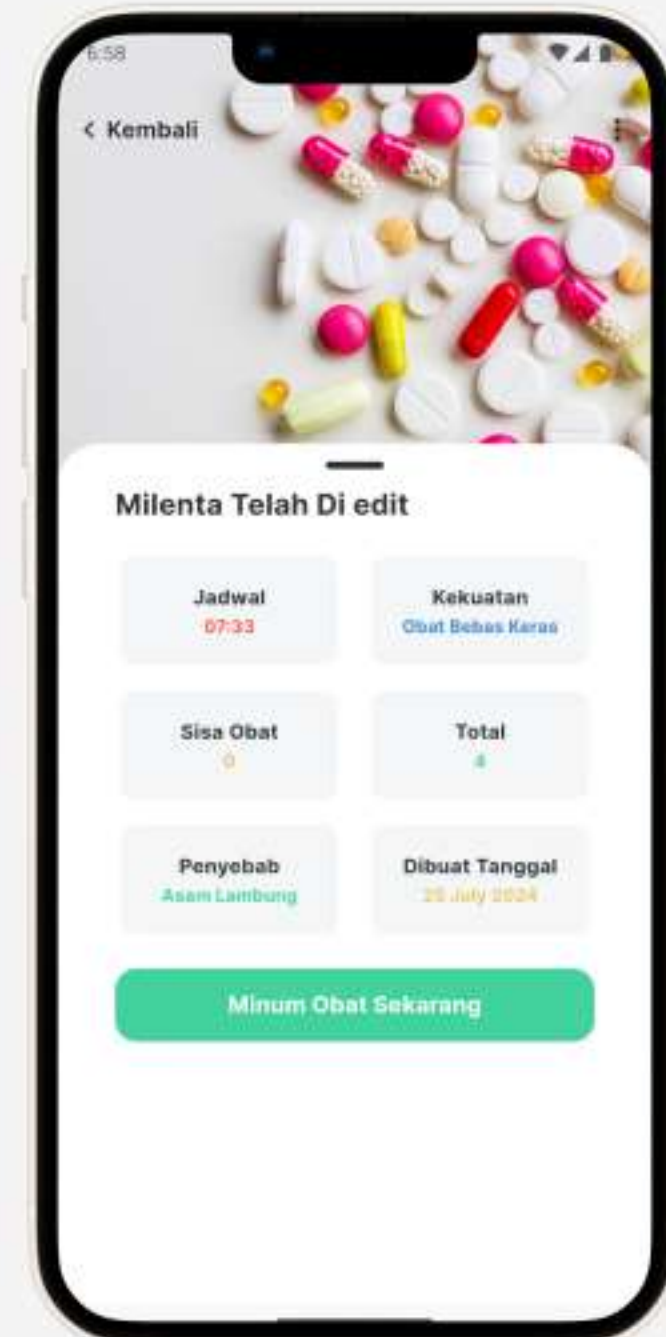 6:58
< Kembali
Milenta Telah Di edit
Jadwal
07:33
Kekuatan
Obat Bebas Keras
Sisa Obat
0
Total
4
Penyebab
Asam Lambung
Dibuat Tanggal
25 July 2024
Minum Obat Sekarang